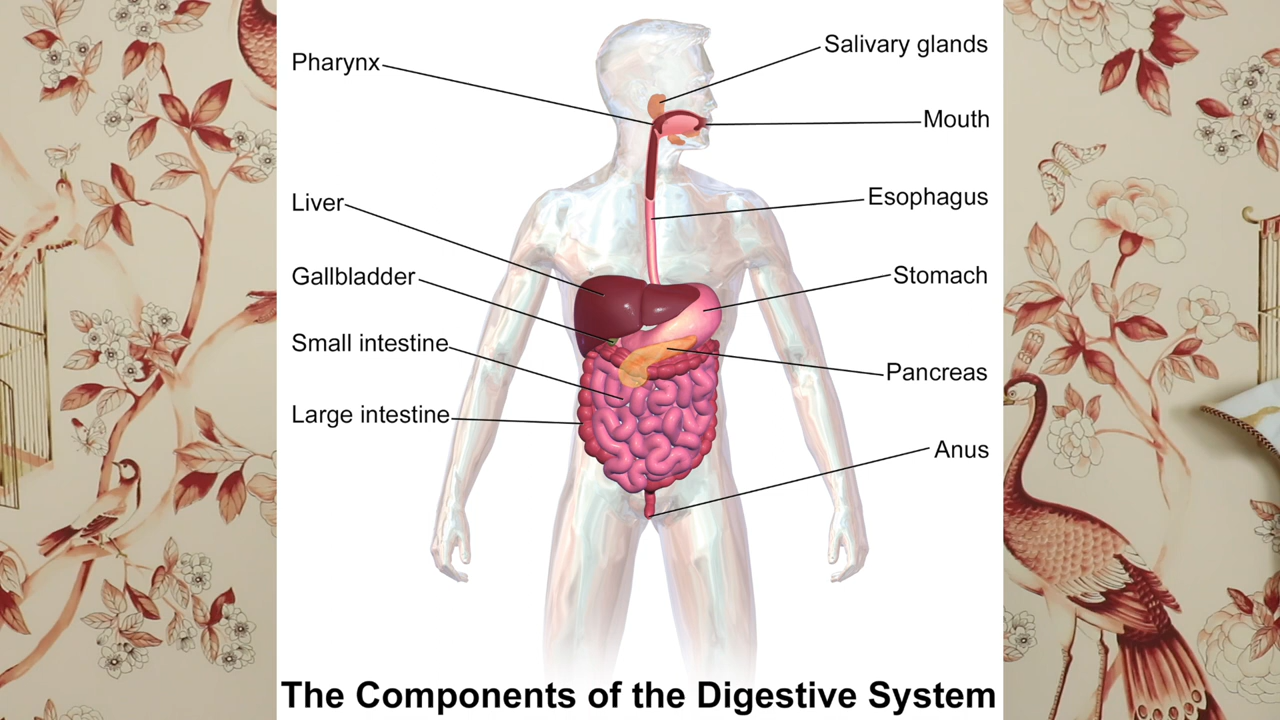 Pharynx
Salivary glands
Mouth
Liver
Esophagus
Gallbladder
Stomach
Small intestine
Pancreas
Large intestine
Anus
The Components of the Digestive System